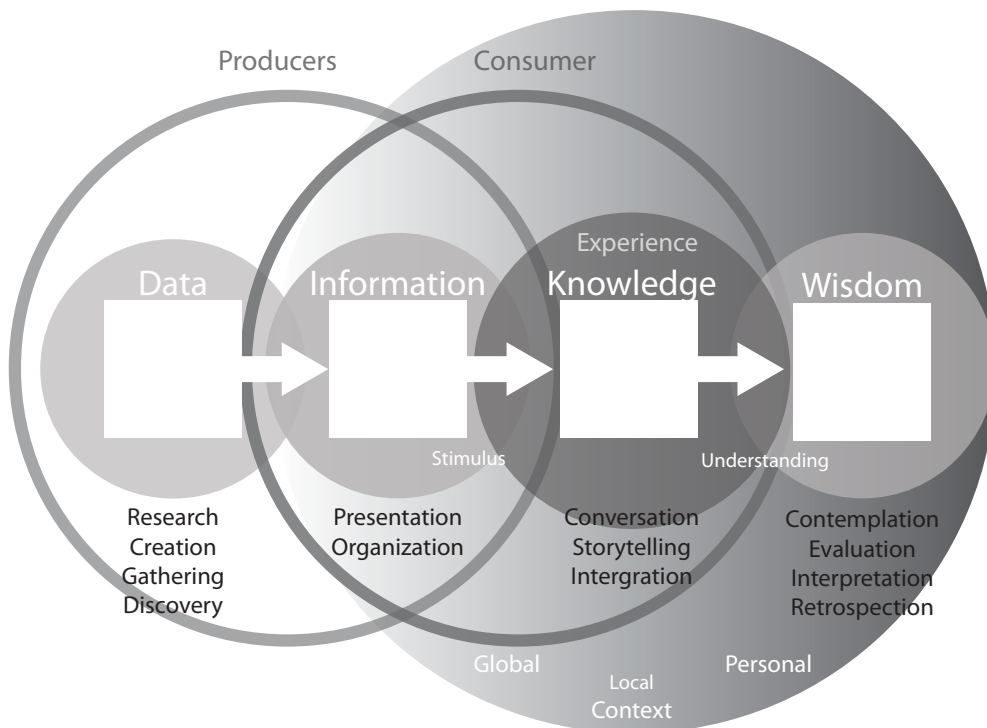 Producers
Consumer
Experience
Data
Information
Knowledge
Wisdom
Stimulus
Understanding
Research
Creation
Gathering
Discovery
Presentation
Organization
Conversation
Storytelling
Intergration
Contemplation
Evaluation
Interpretation
Retrospection
Global
Local
Context
Personal